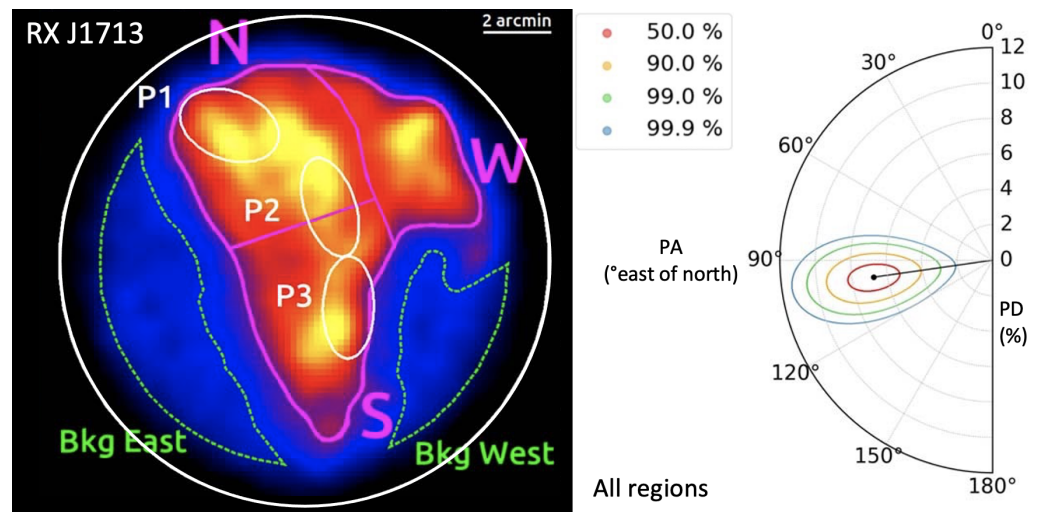 RX J1713
N
2 arcmin
P1
W
P2
P3
S
Bkg East
Bkg West
50.0 %
90.0 %
99.0 %
99.9 %
0°
12
30°
10
8
60°
6
4
2
PA
(°east of north)
90°
0
PD
(%)
120°
150°
All regions
180°